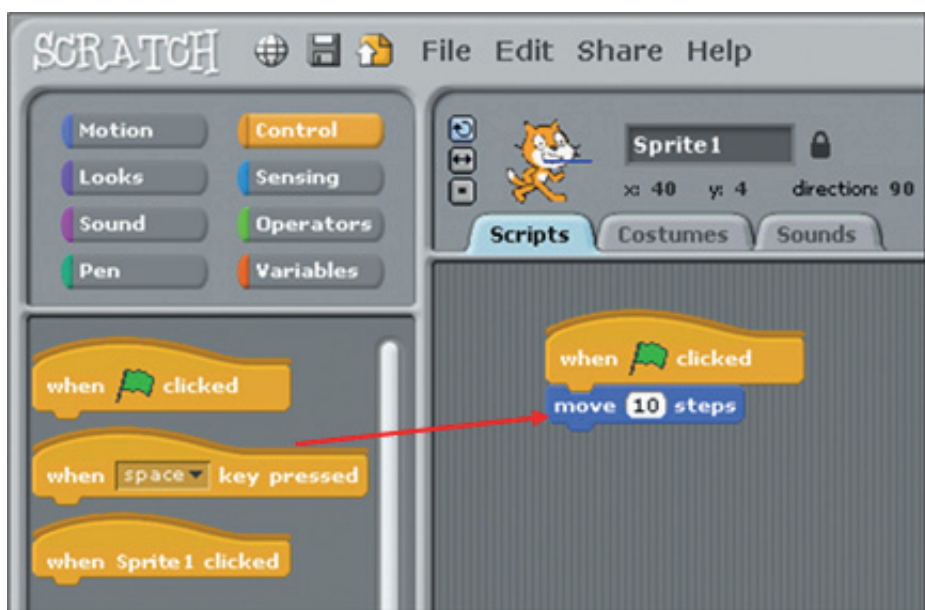 SCRATCH File Edit Share Help
Motion Control
Looks Sensing
Sound Operators
Pen Variables
Sprite1
x: 40 y: 4 direction: 90
Scripts Costumes Sounds
when clicked
when space key pressed
when Sprite1 clicked
when clicked
move 10 steps